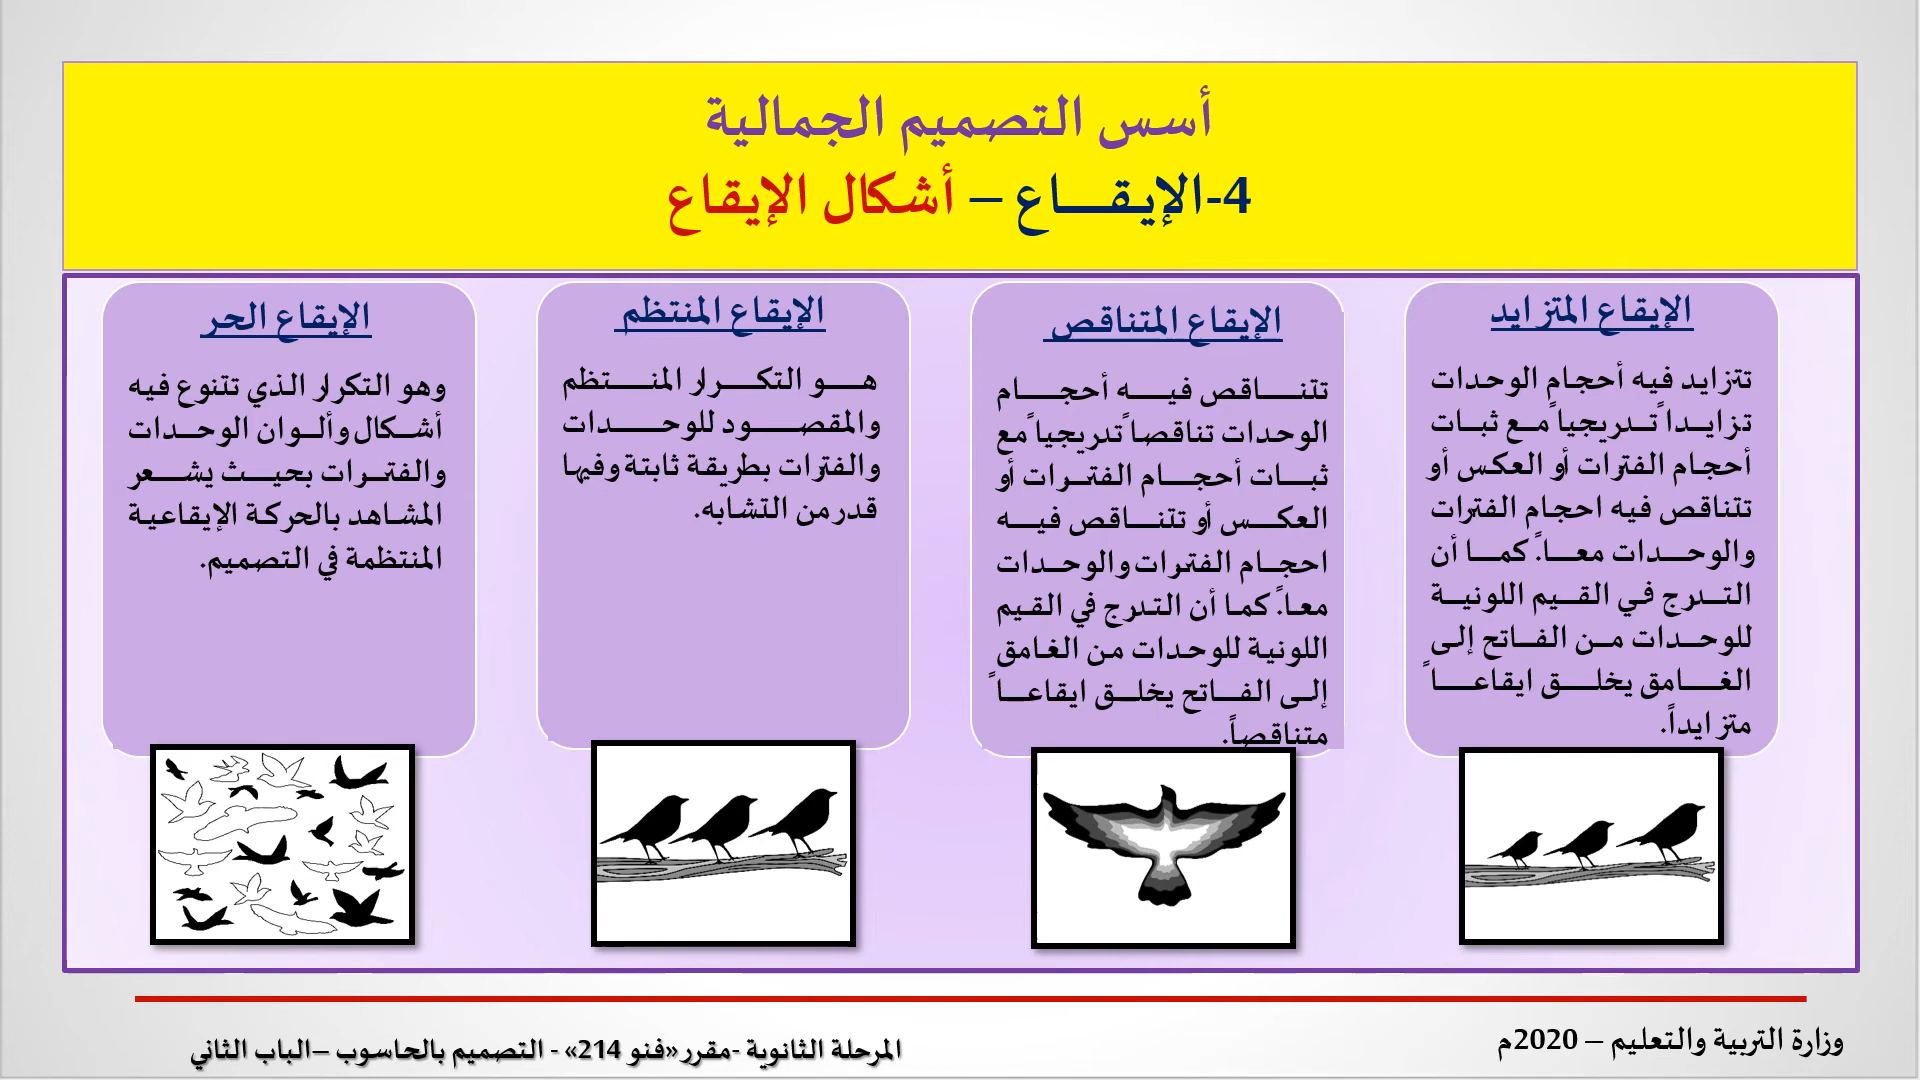 أسس التصميم الجمالية
4-الإيقـــاع – أشكال الإيقاع
الإيقاع المتزايد
تتزايد فيه أحجام الوحدات
تزايداً تدريجياً مع ثبات
أحجام الفترات أو العكس أو
تتناقص فيه احجام الفترات
والوحدات معاً. كما أن
التدرج في القيم اللونية
للوحدات من الفاتح إلى
الغامق يخلق ايقاعاً
متزايداً.
الإيقاع المتناقص
تتناقص فيه أحجام
الوحدات تناقصاً تدريجياً مع
ثبات أحجام الفترات أو
العكس أو تتناقص فيه
احجام الفترات والوحدات
معاً. كما أن التدرج في القيم
اللونية للوحدات من الغامق
إلى الفاتح يخلق ايقاعاً
متناقصاً.
الإيقاع المنتظم
هو التكرار المنتظم
والمقصود للوحدات
والفترات بطريقة ثابتة وفيها
قدر من التشابه.
الإيقاع الحر
وهو التكرار الذي تتنوع فيه
أشكال وألوان الوحدات
والفترات بحيث يشعر
المشاهد بالحركة الإيقاعية
المنتظمة في التصميم.
وزارة التربية والتعليم – 2020م
المرحلة الثانوية -مقرر «فنو 214» - التصميم بالحاسوب –الباب الثاني